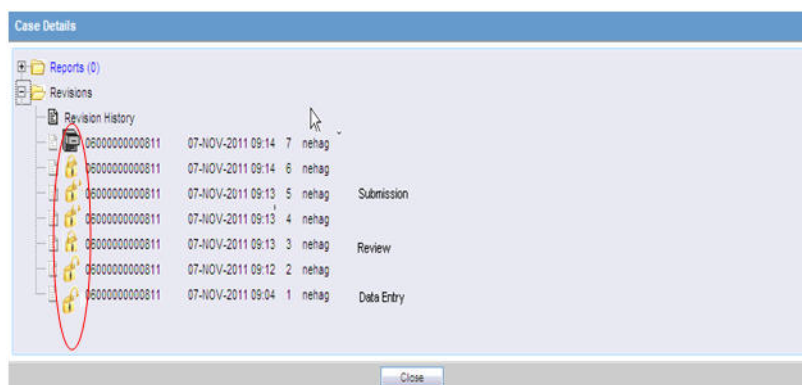 Case Details
Reports (0)
Revisions
Revision History
06000000000811 07-NOV-2011 09:14 7 nehag
06000000000811 07-NOV-2011 09:14 6 nehag
06000000000811 07-NOV-2011 09:13 5 nehag Submission
06000000000811 07-NOV-2011 09:13 4 nehag
06000000000811 07-NOV-2011 09:13 3 nehag Review
06000000000811 07-NOV-2011 09:12 2 nehag
06000000000811 07-NOV-2011 09:04 1 nehag Data Entry
Close